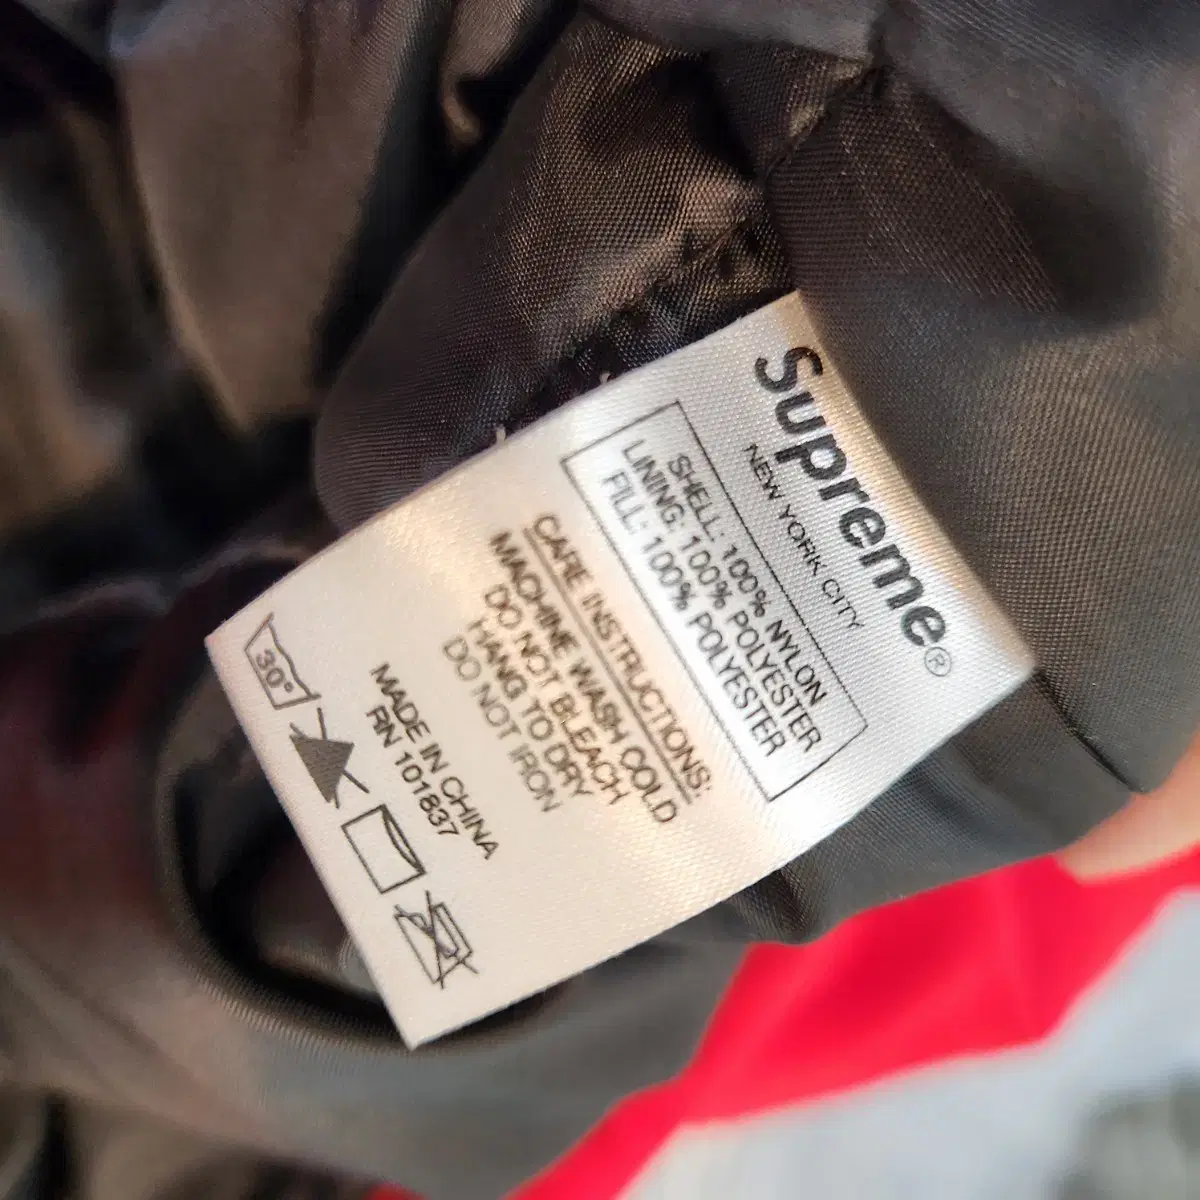 Supreme®
NEW YORK CITY
SHELL: 100% NYLON
LINING: 100% POLYESTER
FILL: 100% POLYESTER
CARE INSTRUCTIONS:
MACHINE WASH COLD
DO NOT BLEACH
HANG TO DRY
DO NOT IRON
MADE IN CHINA
RN 101837
30°